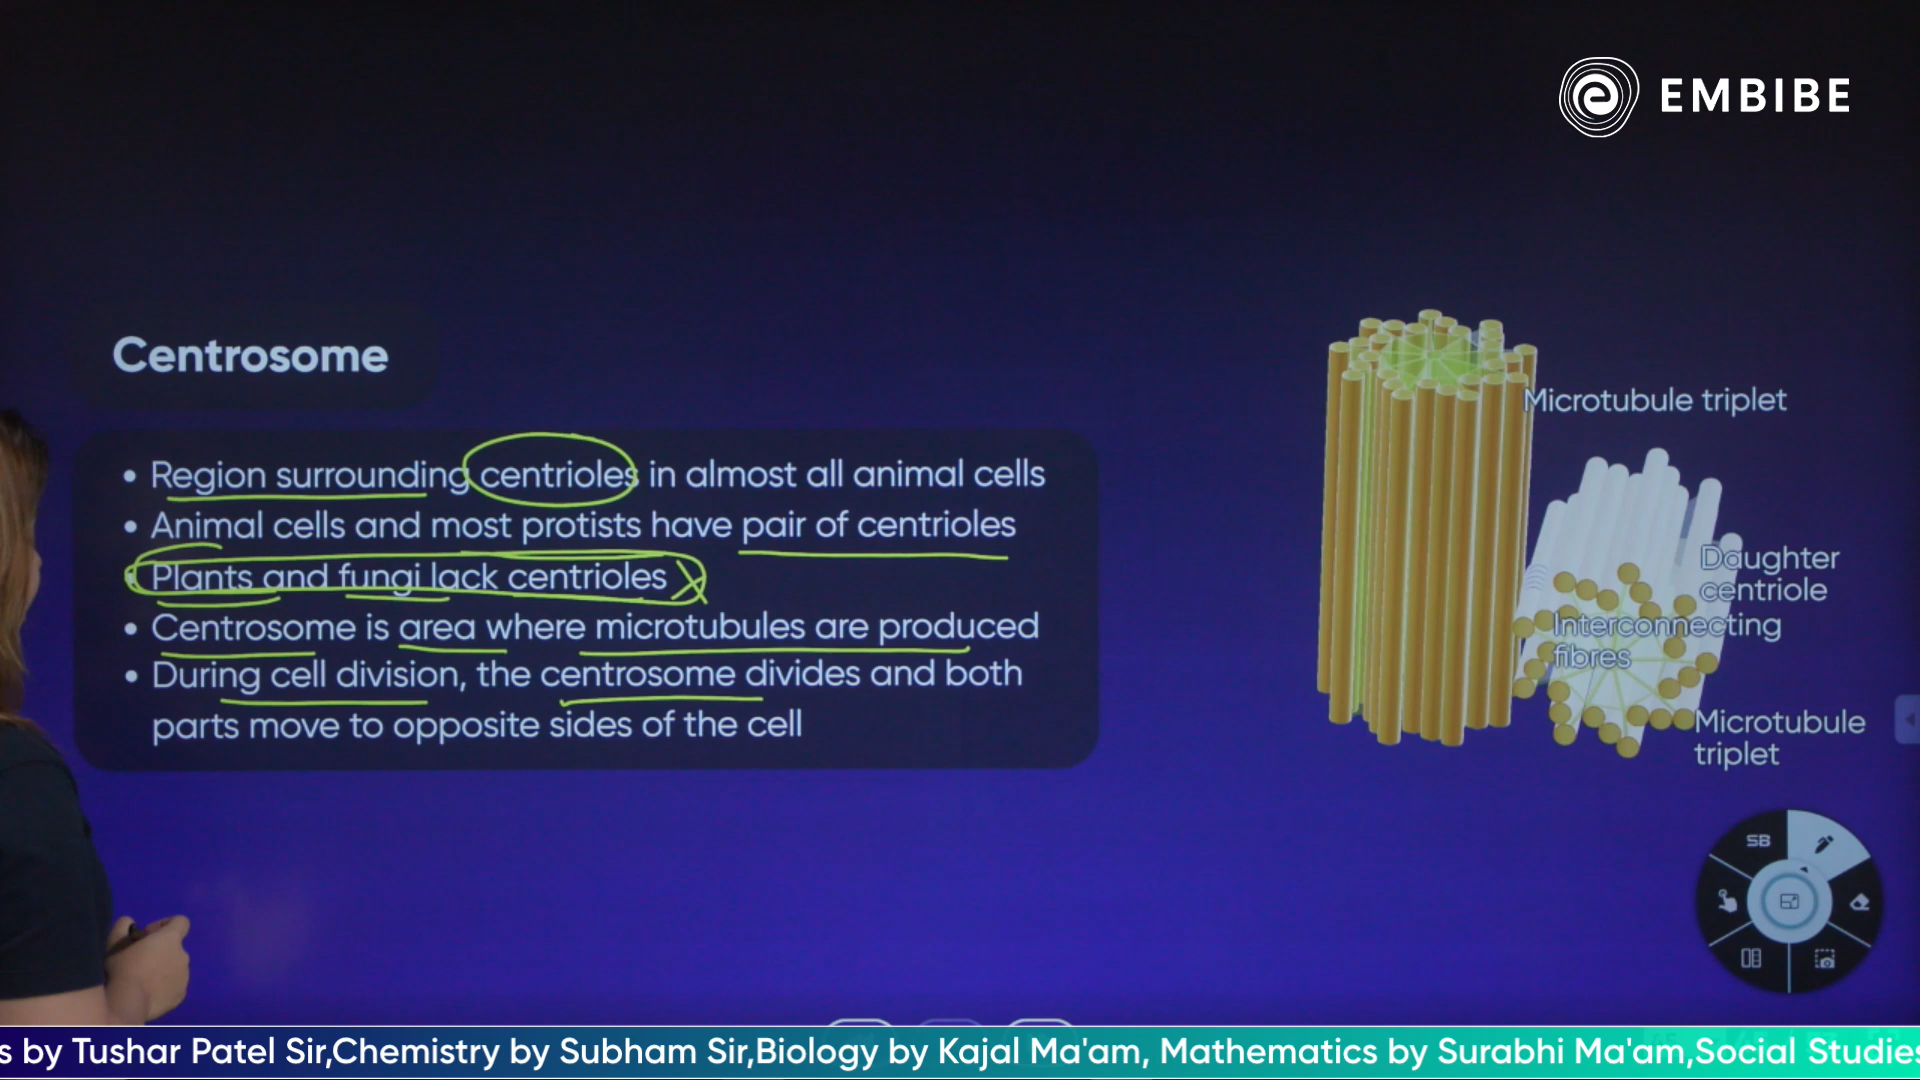 EMBIBE
Centrosome
• Region surrounding centrioles in almost all animal cells
• Animal cells and most protists have pair of centrioles
• Plants and fungi lack centrioles
• Centrosome is area where microtubules are produced
• During cell division, the centrosome divides and both
parts move to opposite sides of the cell
Microtubule triplet
Daughter
centriole
Interconnecting
fibres
Microtubule
triplet
SB
s by Tushar Patel Sir,Chemistry by Subham Sir,Biology by Kajal Ma'am, Mathematics by Surabhi Ma'am,Social Studies